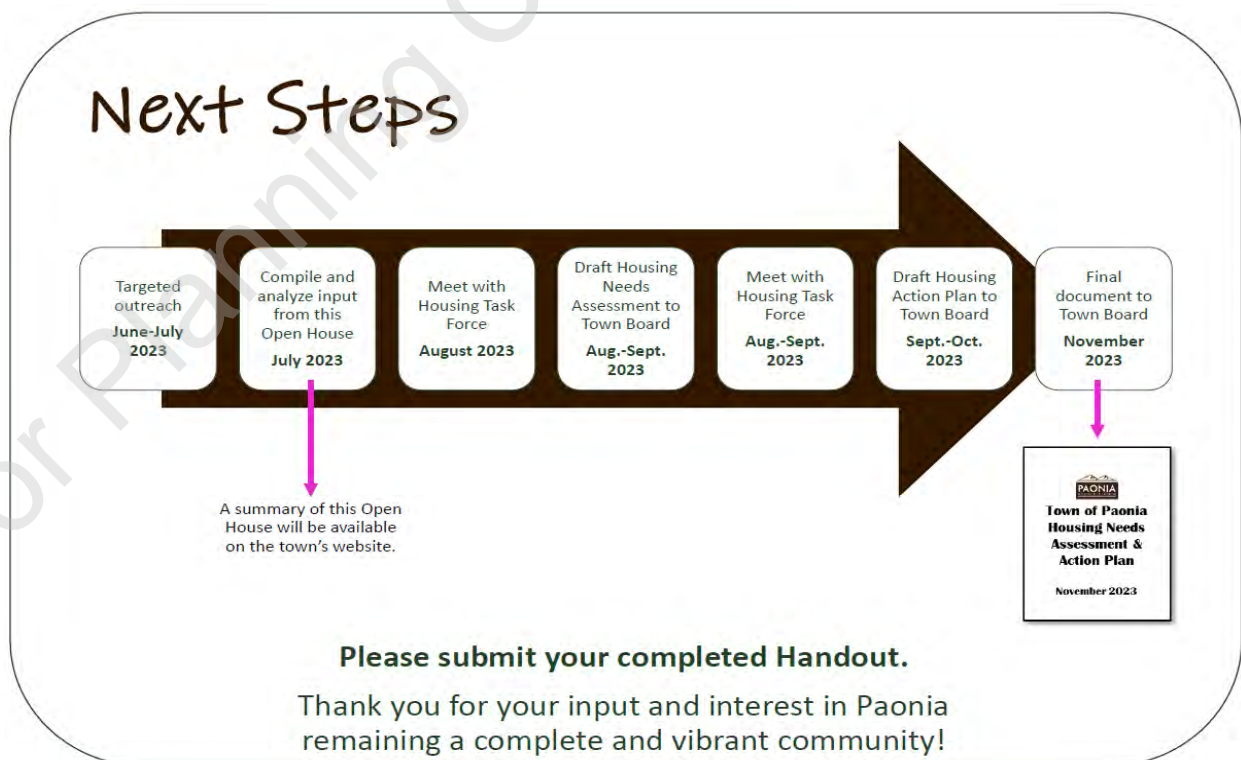 Next Steps
Targeted
outreach
June-July
2023
Compile and
analyze input
from this
Open House
July 2023
Meet with
Housing Task
Force
August 2023
Draft Housing
Needs
Assessment to
Town Board
Aug.-Sept.
2023
Meet with
Housing Task
Force
Aug.-Sept.
2023
Draft Housing
Action Plan to
Town Board
Sept.-Oct.
2023
Final
document to
Town Board
November
2023
A summary of this Open
House will be available
on the town's website.
PAONIA
Town of Paonia
Housing Needs
Assessment &
Action Plan
November 2023
Please submit your completed Handout.
Thank you for your input and interest in Paonia
remaining a complete and vibrant community!
or Planning